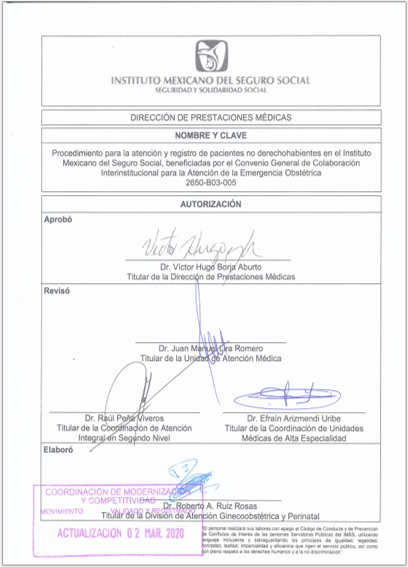 INSTITUTO MEXICANO DEL SEGURO SOCIAL
SEGURIDAD Y SOLIDARIDAD SOCIAL
DIRECCIÓN DE PRESTACIONES MÉDICAS
NOMBRE Y CLAVE
Procedimiento para la atención y registro de pacientes no derechohabientes en el Instituto
Mexicano del Seguro Social, beneficiadas por el Convenio General de Colaboración
Interinstitucional para la Atención de la Emergencia Obstétrica
2650-B03-005
AUTORIZACIÓN
Aprobó
Dr. Víctor Hugo Borja Aburto
Titular de la Dirección de Prestaciones Médicas
Revisó
Dr. Juan Manuel Lira Romero
Titular de la Unidad de Atención Médica
Dr. Raúl Peña Viveros
Titular de la Coordinación de Atención
Integral en Segundo Nivel
Dr. Efraín Arizmendi Uribe
Titular de la Coordinación de Unidades
Médicas de Alta Especialidad
Elaboró
Dr. Roberto A. Ruiz Rosas
Titular de la División de Atención Ginecoobstétrica y Perinatal
COORDINACIÓN DE MODERNIZACIÓN
Y COMPETITIVIDAD
MOVIMIENTO VALIDADO Y REGISTRADO
ACTUALIZACIÓN 02 MAR. 2020
"El personal realizará sus labores con apego al Código de Conducta y de Prevención
de Conflictos de Interés de las personas Servidoras Públicas del IMSS, utilizando
lenguaje incluyente y salvaguardando los principios de igualdad, legalidad,
honradez, lealtad, imparcialidad y eficiencia que rigen el servicio público, así como
con pleno respeto a los derechos humanos y a la no discriminación"